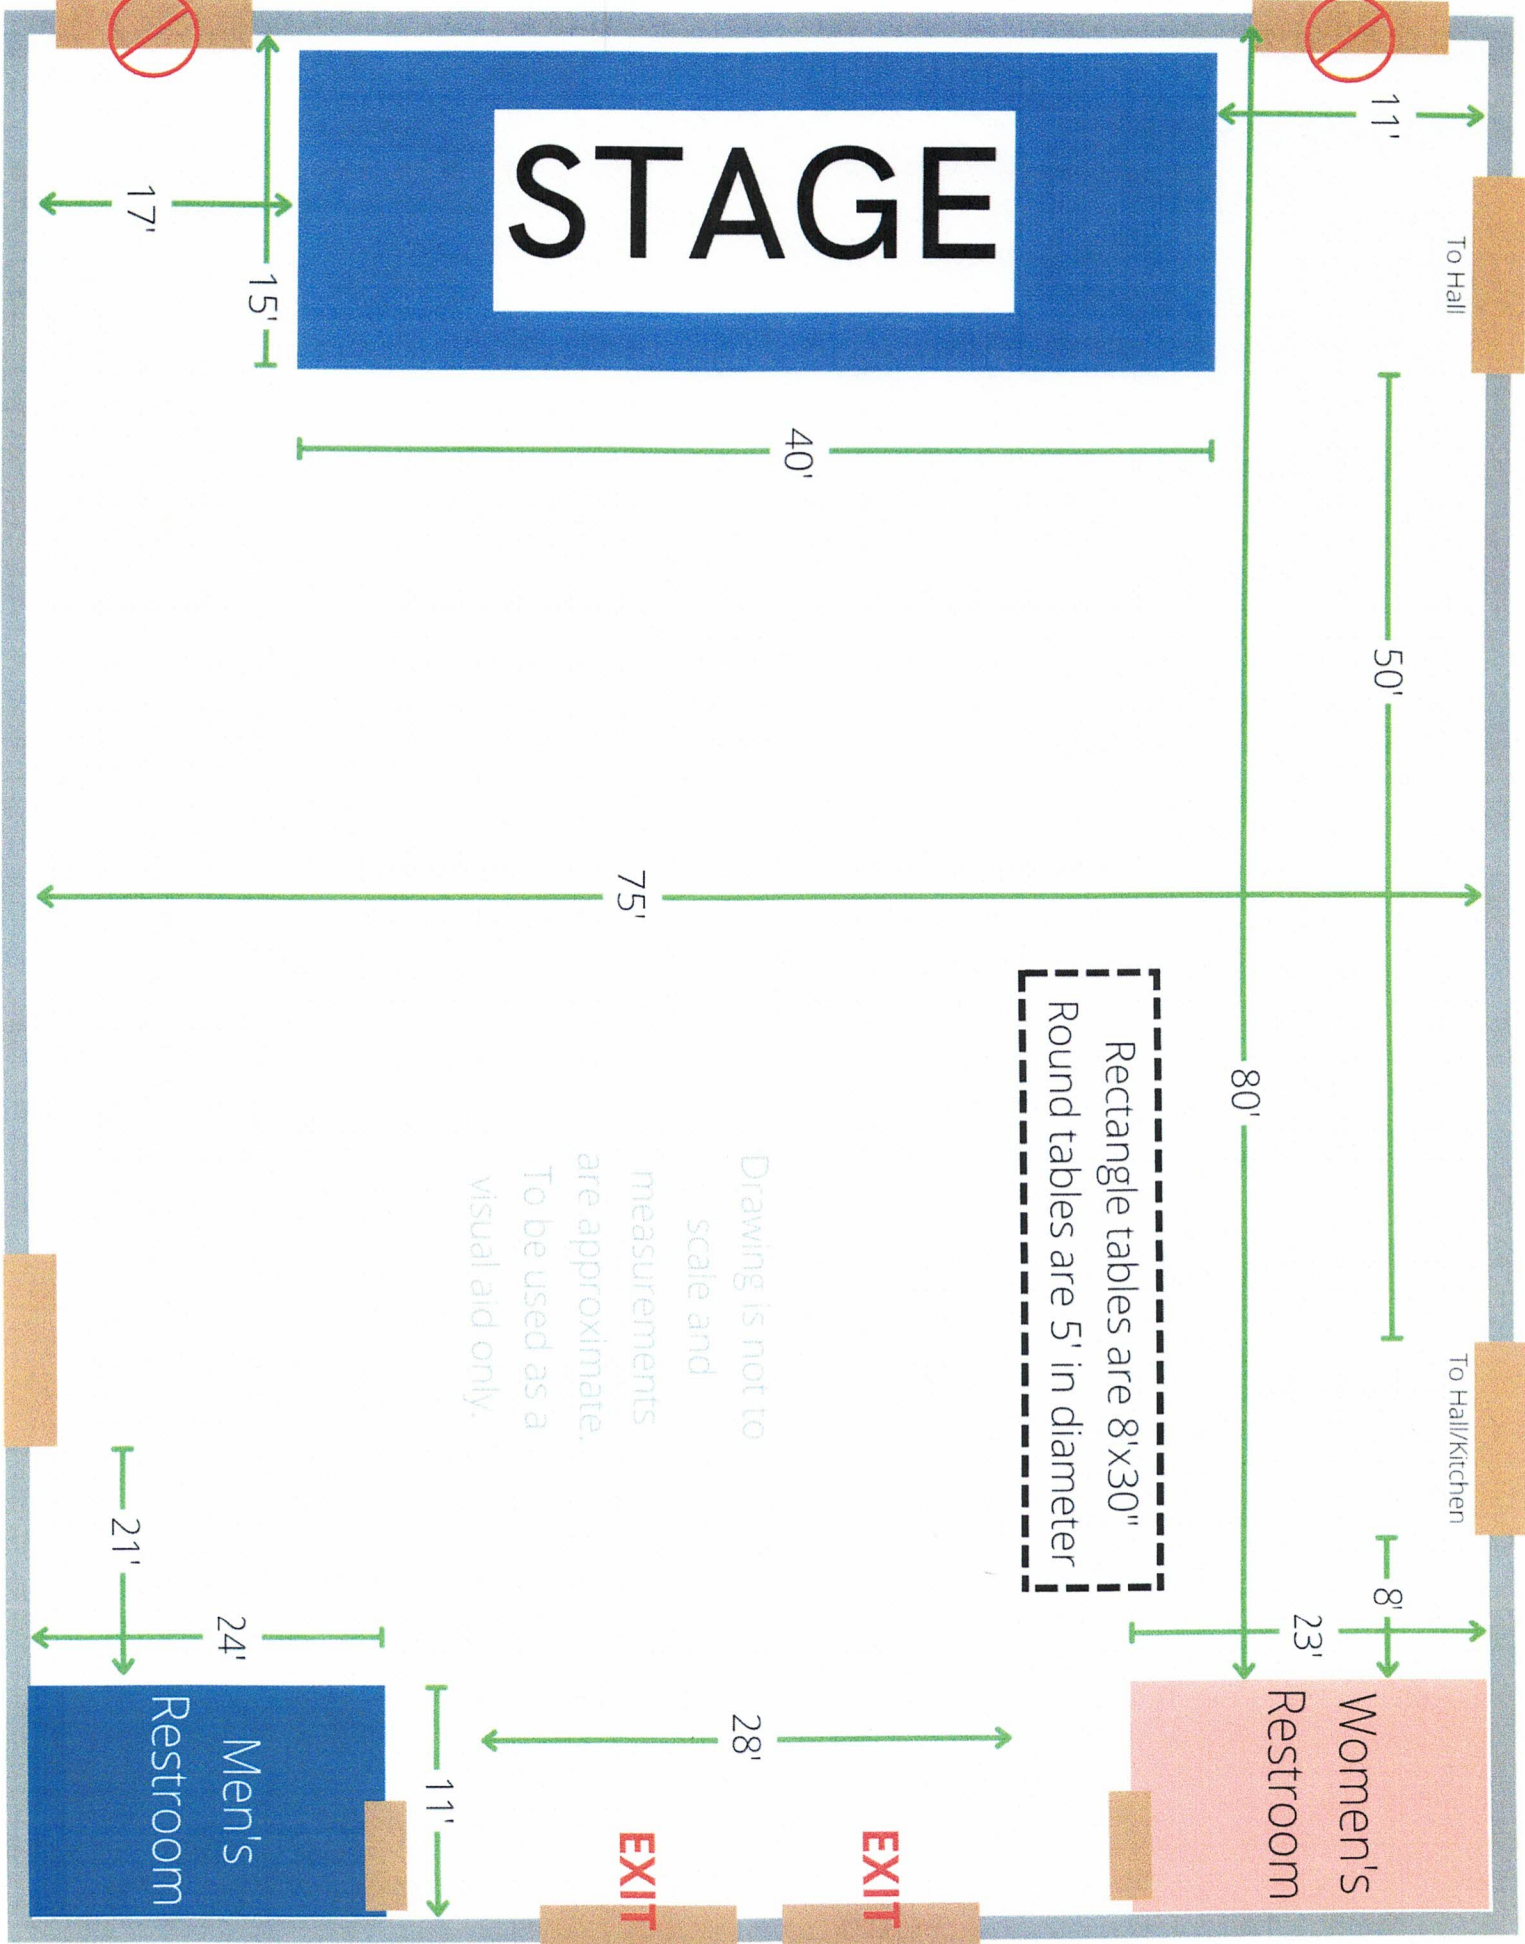 STAGE
11'
17'
15'
To Hall
40'
50'
75'
80'
Rectangle tables are 8'x30"
Round tables are 5' in diameter
Drawing is not to
scale and
measurements
are approximate.
To be used as a
visual aid only.
To Hall/Kitchen
8'
23'
21'
24'
28'
11'
Women's
Restroom
Men's
Restroom
EXIT
EXIT